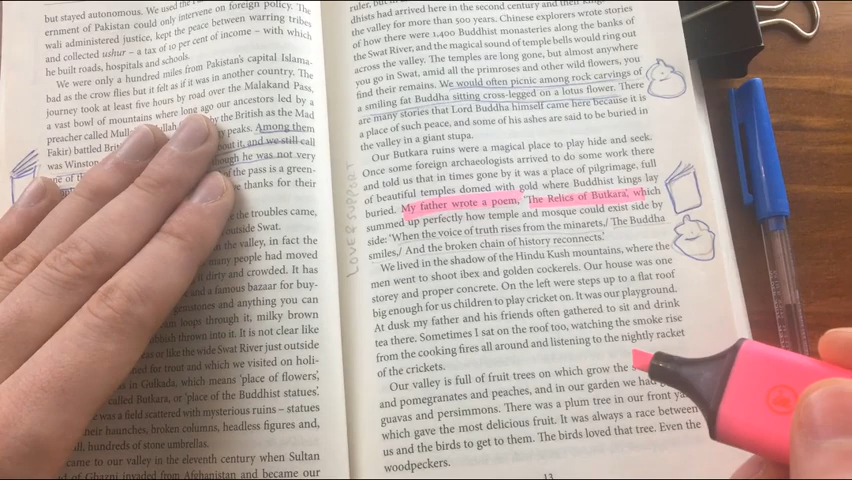 but stayed autonomous. We used the
ernment of Pakistan could only intervene on foreign policy. The
wali administered justice, kept the peace between warring tribes
and collected ushur – a tax of 10 per cent of income – with which
he built roads, hospitals and schools.
We were only a hundred miles from Pakistan's capital Islama-
bad as the crow flies but it felt as if it was in another country. The
journey took at least five hours by road over the Malakand Pass,
a vast bowl of mountains where long ago our ancestors led by a
preacher called Mullah by the British as the Mad
Fakir) battled British peaks. Among them
was Winston about it, and we still call
one of though he was not very
of the pass is a green-
thanks for their
the troubles came,
outside Swat.
the valley, in fact the
many people had moved
dirty and crowded. It has
and a famous bazaar for buy-
gemstones and anything you can
loops through it, milky brown
rubbish thrown into it. It is not clear like
or like the wide Swat River just outside
for trout and which we visited on holi-
in Gulkada, which means 'place of flowers',
called Butkara, or 'place of the Buddhist statues'.
was a field scattered with mysterious ruins – statues
their haunches, broken columns, headless figures and,
all, hundreds of stone umbrellas.
came to our valley in the eleventh century when Sultan
of Ghazni invaded from Afghanistan and became our
ruler, but in
dhists had arrived here in the second century and their
the valley for more than 500 years. Chinese explorers wrote stories
of how there were 1,400 Buddhist monasteries along the banks of
the Swat River, and the magical sound of temple bells would ring out
across the valley. The temples are long gone, but almost anywhere
you go in Swat, amid all the primroses and other wild flowers, you
find their remains. We would often picnic among rock carvings of
a smiling fat Buddha sitting cross-legged on a lotus flower. There
are many stories that Lord Buddha himself came here because it is
a place of such peace, and some of his ashes are said to be buried in
the valley in a giant stupa.
Our Butkara ruins were a magical place to play hide and seek.
Once some foreign archaeologists arrived to do some work there
and told us that in times gone by it was a place of pilgrimage, full
of beautiful temples domed with gold where Buddhist kings lay
buried. My father wrote a poem, 'The Relics of Butkara', which
summed up perfectly how temple and mosque could exist side by
side: 'When the voice of truth rises from the minarets,/ The Buddha
smiles,/ And the broken chain of history reconnects.'
We lived in the shadow of the Hindu Kush mountains, where the
men went to shoot ibex and golden cockerels. Our house was one
storey and proper concrete. On the left were steps up to a flat roof
big enough for us children to play cricket on. It was our playground.
At dusk my father and his friends often gathered to sit and drink
tea there. Sometimes I sat on the roof too, watching the smoke rise
from the cooking fires all around and listening to the nightly racket
of the crickets.
Our valley is full of fruit trees on which grow the
and pomegranates and peaches, and in our garden we had
guavas and persimmons. There was a plum tree in our front
which gave the most delicious fruit. It was always a race between
us and the birds to get to them. The birds loved that tree. Even the
woodpeckers.
13
LOVE & SUPPORT